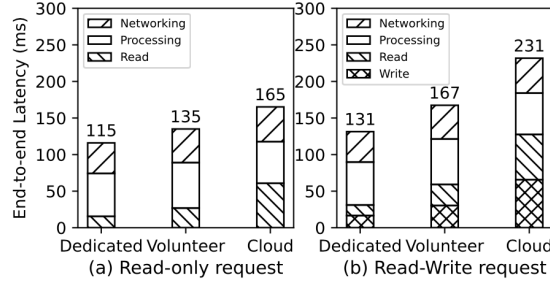 End-to-end Latency (ms)
300
250
200
150
100
50
0
Networking
Processing
Read
115
135
165
Dedicated Volunteer Cloud
(a) Read-only request
300
250
200
150
100
50
0
Networking
Processing
Read
Write
131
167
231
Dedicated Volunteer Cloud
(b) Read-Write request